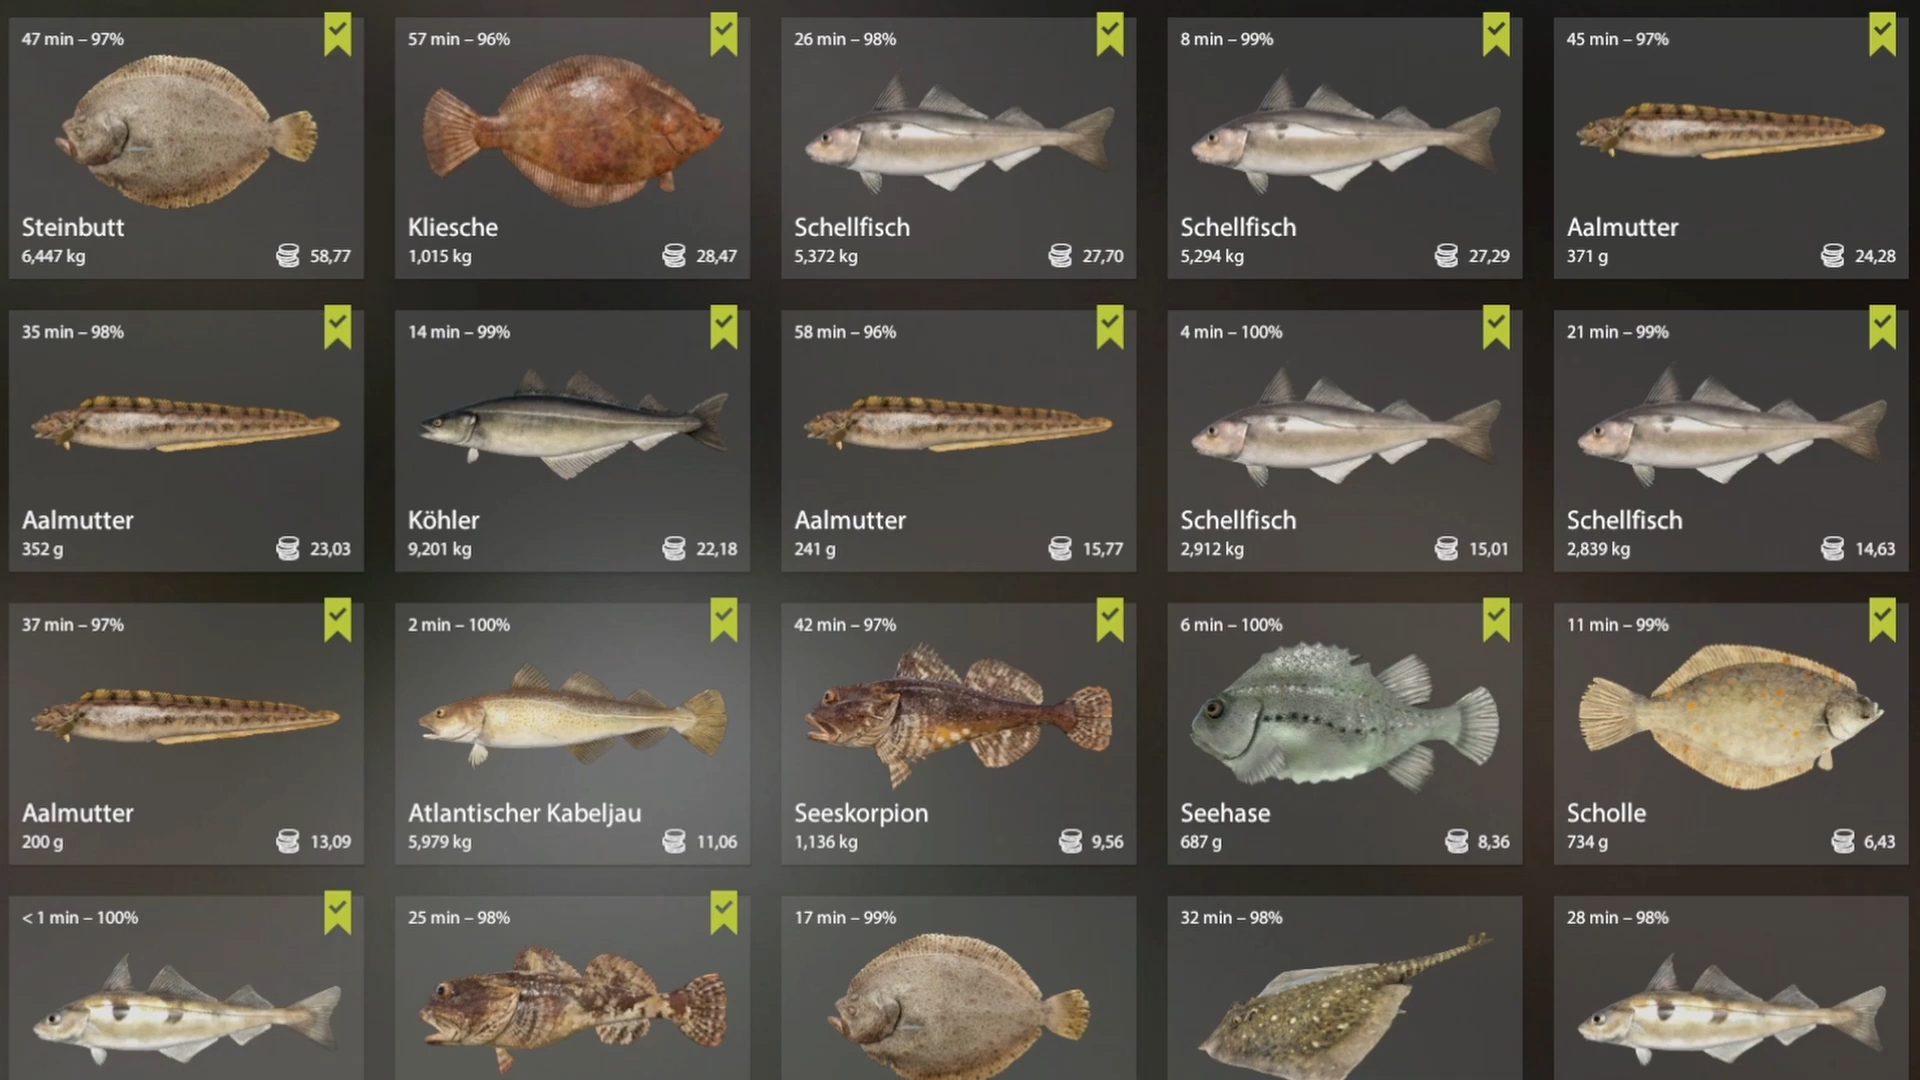 47 min – 97%
Steinbutt
6,447 kg 58,77
57 min – 96%
Kliesche
1,015 kg 28,47
26 min – 98%
Schellfisch
5,372 kg 27,70
8 min – 99%
Schellfisch
5,294 kg 27,29
45 min – 97%
Aalmutter
371 g 24,28
35 min – 98%
Aalmutter
352 g 23,03
14 min – 99%
Köhler
9,201 kg 22,18
58 min – 96%
Aalmutter
241 g 15,77
4 min – 100%
Schellfisch
2,912 kg 15,01
21 min – 99%
Schellfisch
2,839 kg 14,63
37 min – 97%
Aalmutter
200 g 13,09
2 min – 100%
Atlantischer Kabeljau
5,979 kg 11,06
42 min – 97%
Seeskorpion
1,136 kg 9,56
6 min – 100%
Seehase
687 g 8,36
11 min – 99%
Scholle
734 g 6,43
< 1 min – 100%
25 min – 98%
17 min – 99%
32 min – 98%
28 min – 98%